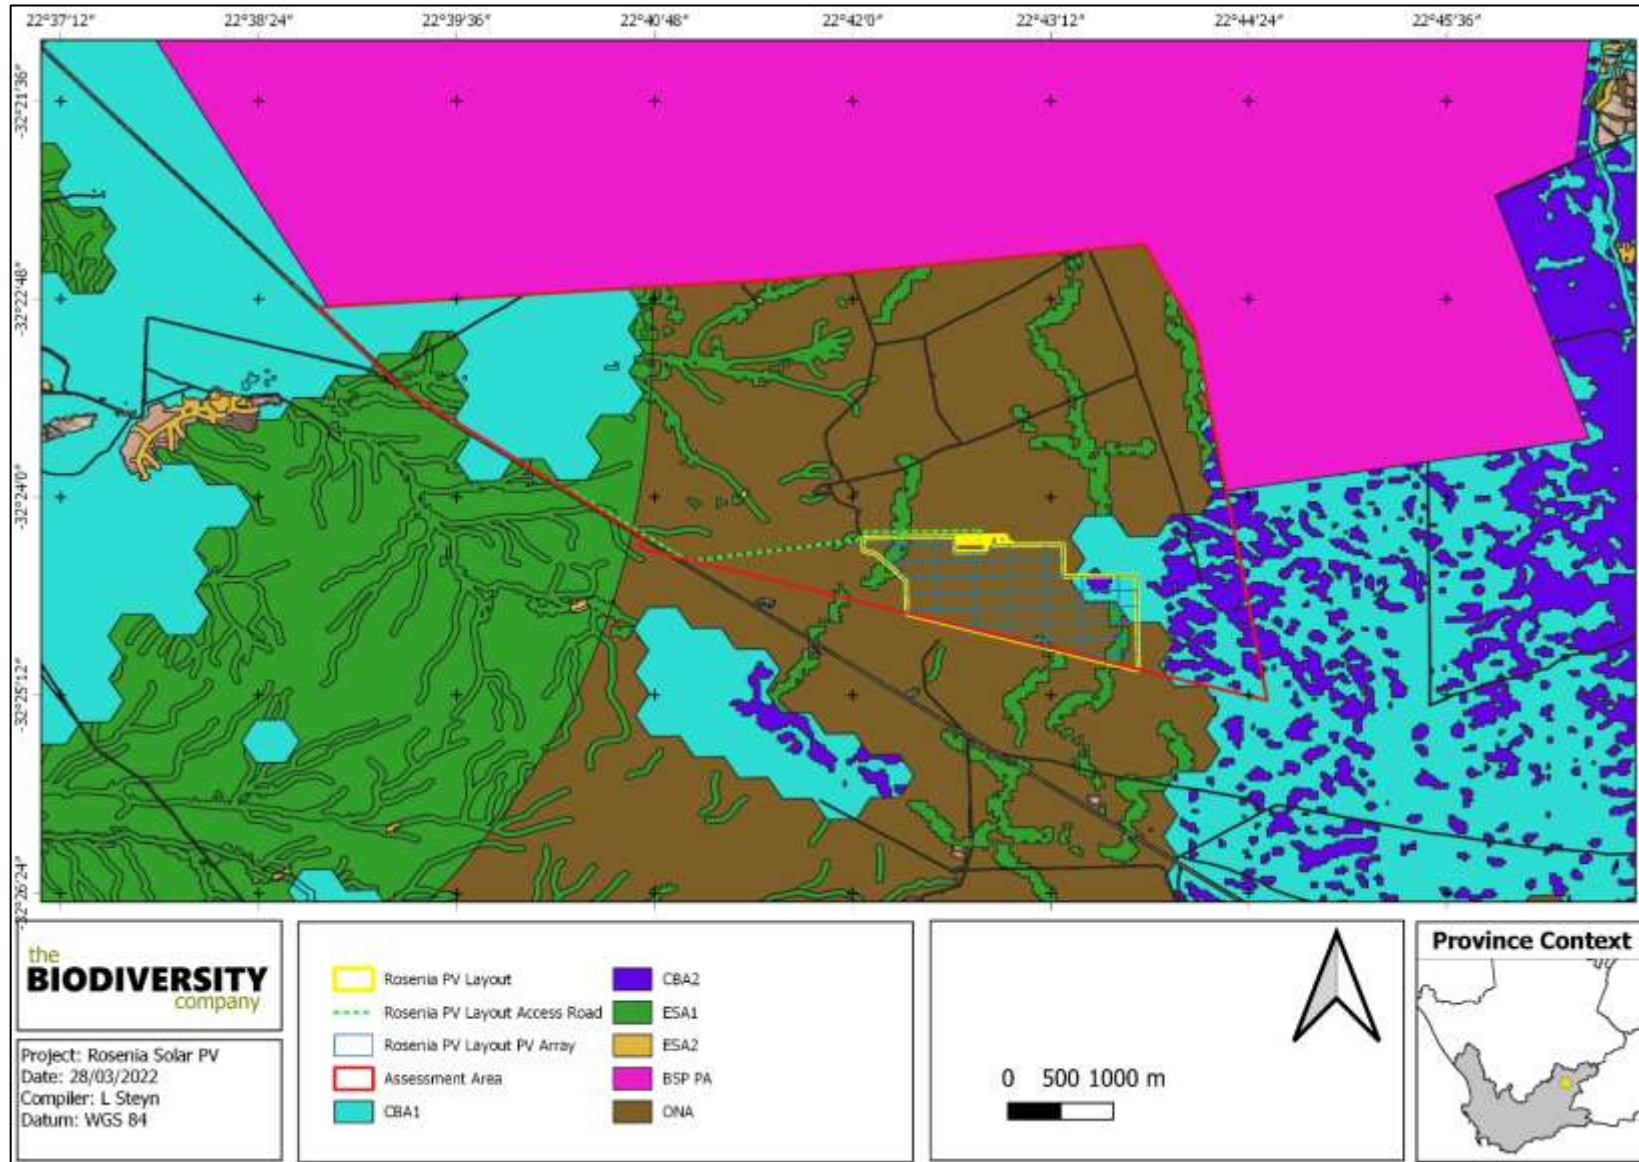 22°37'12" 22°38'24" 22°39'36" 22°40'48" 22°42'0" 22°43'12" 22°44'24" 22°45'36"
-32°21'36"
-32°22'48"
-32°24'0"
-32°25'12"
-32°26'24"
the
BIODIVERSITY
company
Project: Rosenia Solar PV
Date: 28/03/2022
Compiler: L Steyn
Datum: WGS 84
Rosenia PV Layout
Rosenia PV Layout Access Road
Rosenia PV Layout PV Array
Assessment Area
CBA1
CBA2
ESA1
ESA2
BSP PA
ONA
0 500 1000 m
Province Context